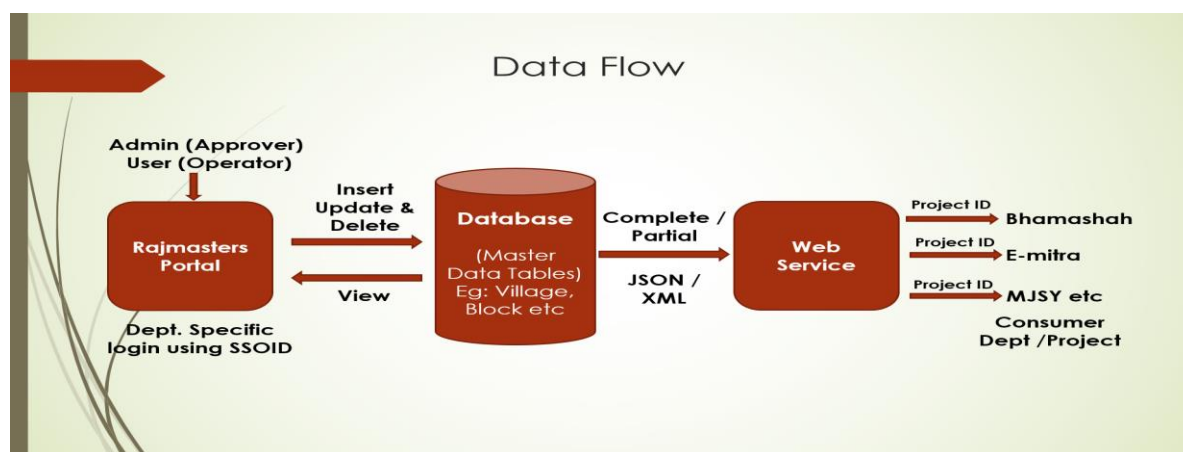 Data Flow
Admin (Approver)
User (Operator)
Rajmasters
Portal
Dept. Specific
login using SSOID
Insert
Update &
Delete
View
Database
(Master
Data Tables)
Eg: Village,
Block etc
Complete /
Partial
JSON /
XML
Web
Service
Project ID
Bhamashah
Project ID
E-mitra
Project ID
MJSY etc
Consumer
Dept /Project